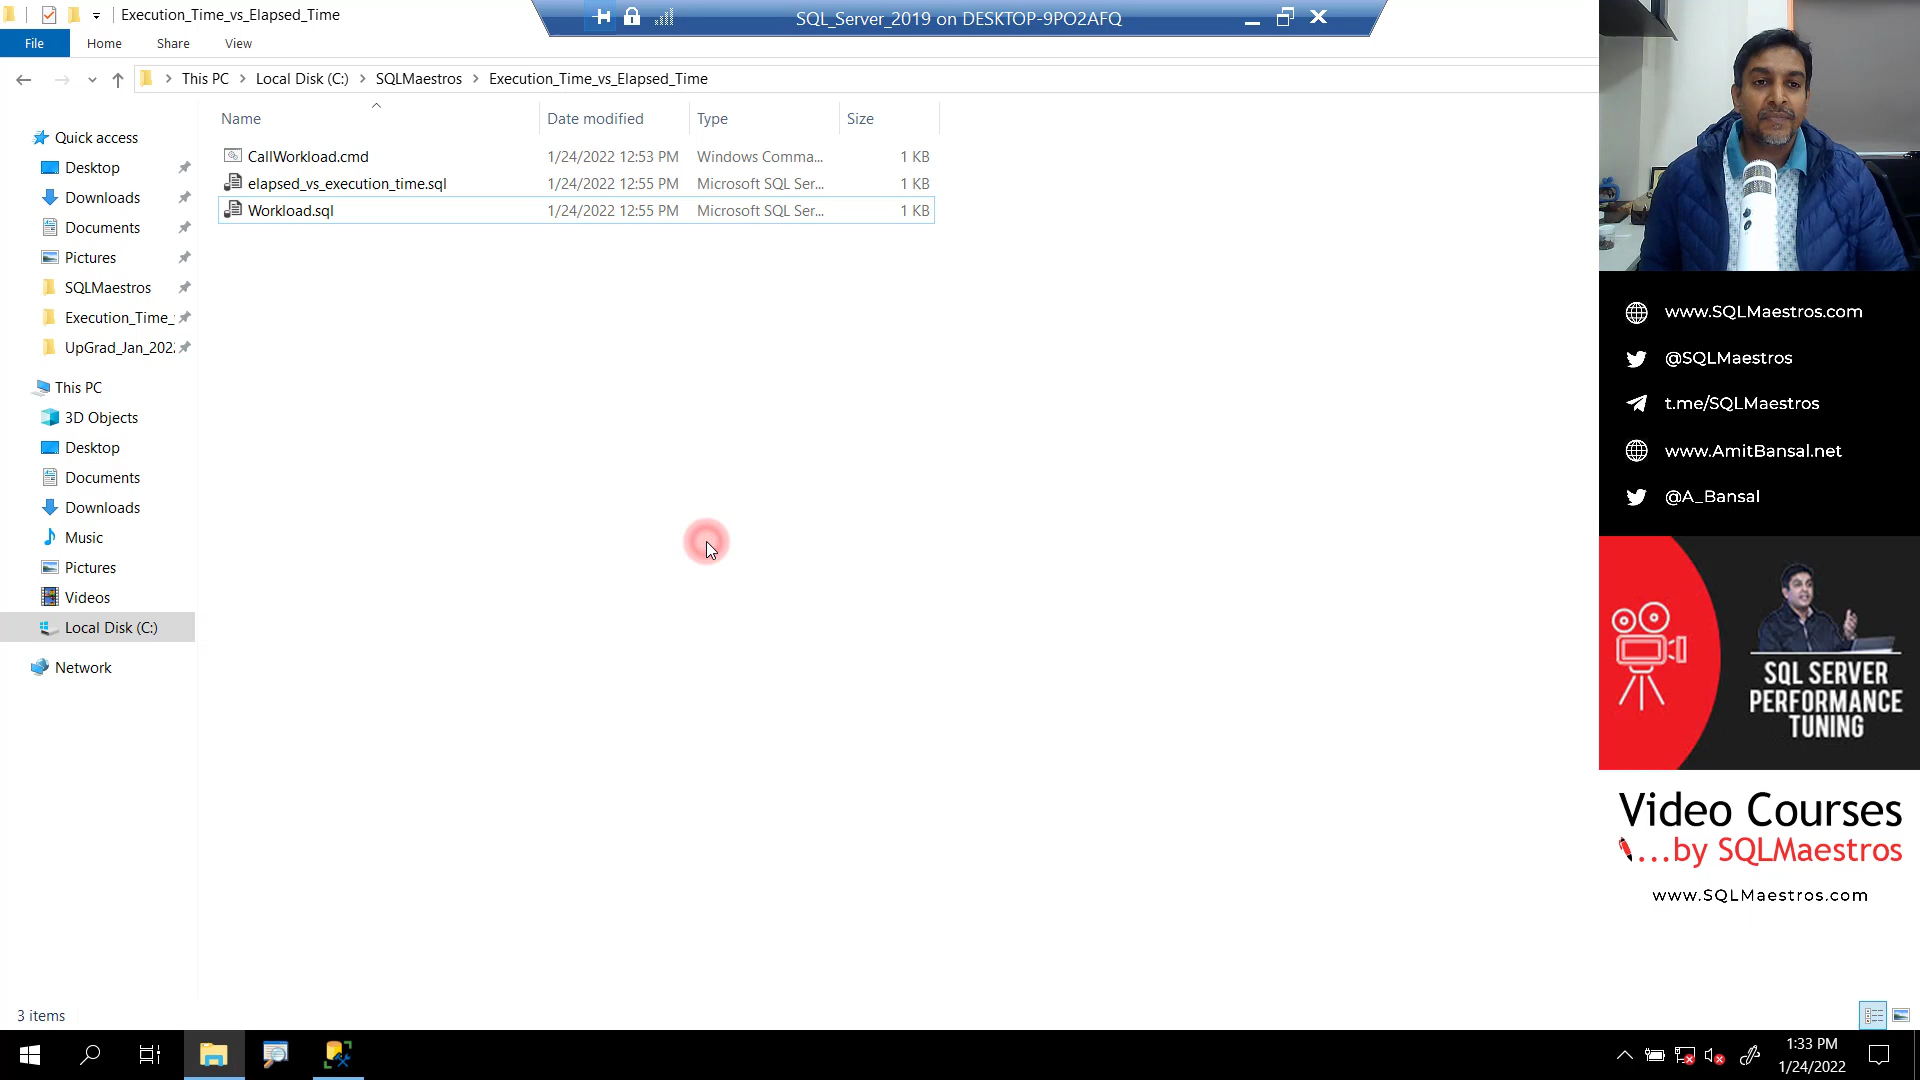 Execution_Time_vs_Elapsed_Time
SQL_Server_2019 on DESKTOP-9PO2AFQ
File Home Share View
This PC Local Disk (C:) SQLMaestros Execution_Time_vs_Elapsed_Time
Name Date modified Type Size
CallWorkload.cmd 1/24/2022 12:53 PM Windows Comma... 1 KB
elapsed_vs_execution_time.sql 1/24/2022 12:55 PM Microsoft SQL Ser... 1 KB
Workload.sql 1/24/2022 12:55 PM Microsoft SQL Ser... 1 KB
Quick access
Desktop
Downloads
Documents
Pictures
SQLMaestros
Execution_Time_
UpGrad_Jan_202
This PC
3D Objects
Desktop
Documents
Downloads
Music
Pictures
Videos
Local Disk (C:)
Network
3 items
www.SQLMaestros.com
@SQLMaestros
t.me/SQLMaestros
www.AmitBansal.net
@A_Bansal
SQL SERVER
PERFORMANCE
TUNING
Video Courses
...by SQLMaestros
www.SQLMaestros.com
1:33 PM
1/24/2022